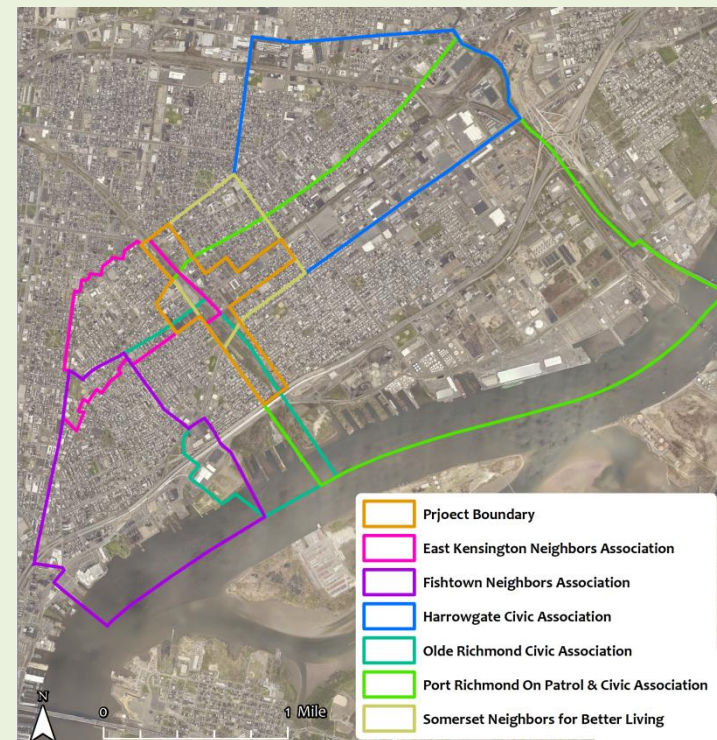 Prjoect Boundary
East Kensington Neighbors Association
Fishtown Neighbors Association
Harrowgate Civic Association
Olde Richmond Civic Association
Port Richmond On Patrol & Civic Association
Somerset Neighbors for Better Living
N
0 1 Mile